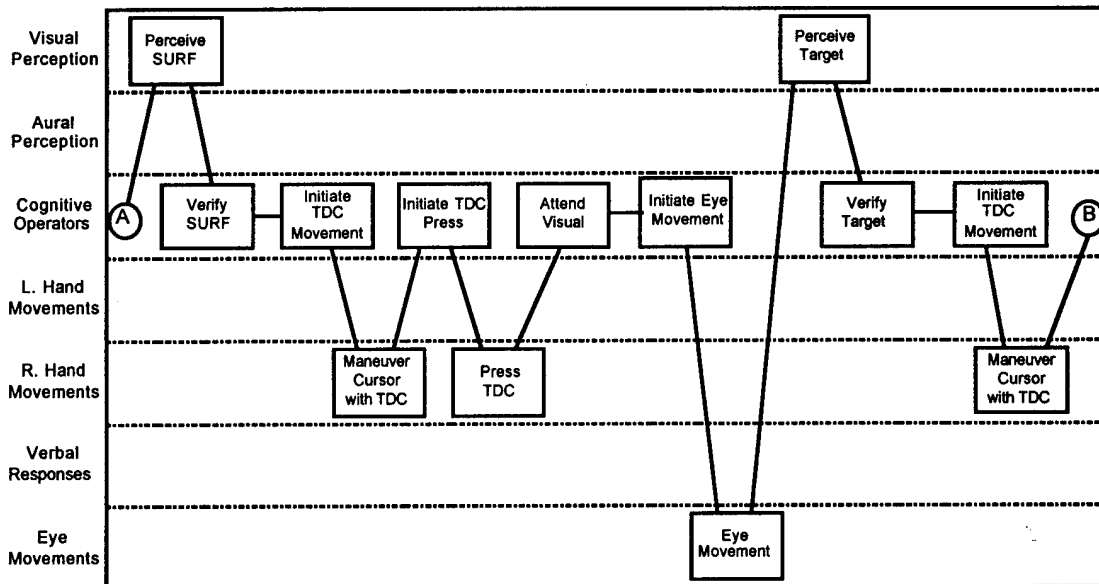 Visual
Perception
Perceive
SURF
Perceive
Target
Aural
Perception
Cognitive
Operators
A
Verify
SURF
Initiate
TDC
Movement
Initiate TDC
Press
Attend
Visual
Initiate Eye
Movement
Verify
Target
Initiate
TDC
Movement
B
L. Hand
Movements
R. Hand
Movements
Maneuver
Cursor
with TDC
Press
TDC
Maneuver
Cursor
with TDC
Verbal
Responses
Eye
Movements
Eye
Movement